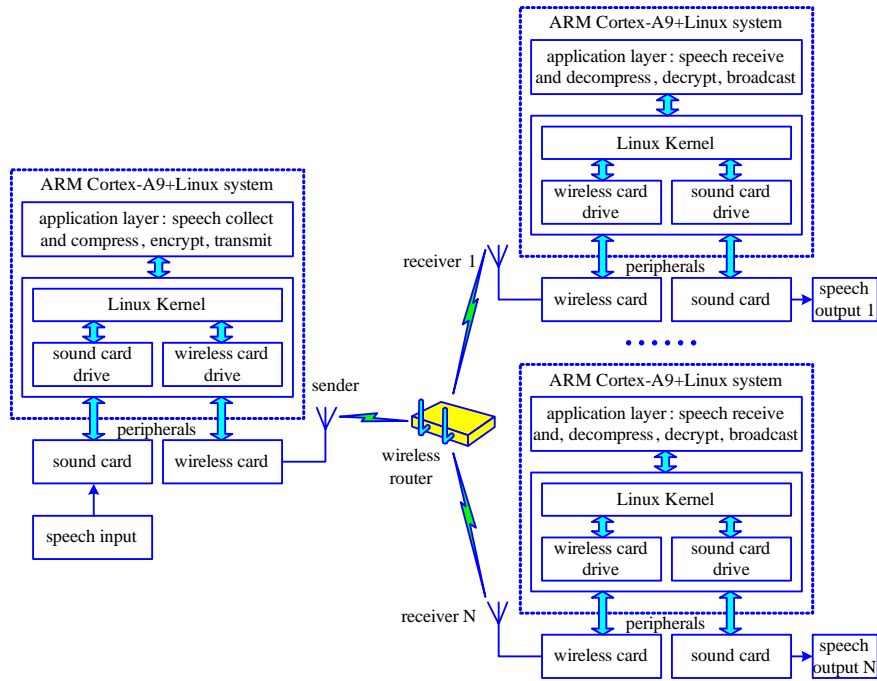 ARM Cortex-A9+Linux system
application layer: speech collect
and compress, encrypt, transmit
Linux Kernel
sound card
drive
wireless card
drive
peripherals
sound card
wireless card
speech input
sender
wireless
router
receiver 1
ARM Cortex-A9+Linux system
application layer: speech receive
and decompress, decrypt, broadcast
Linux Kernel
wireless card
drive
sound card
drive
peripherals
wireless card
sound card
speech
output 1
......
ARM Cortex-A9+Linux system
application layer: speech receive
and, decompress, decrypt, broadcast
Linux Kernel
wireless card
drive
sound card
drive
receiver N
peripherals
wireless card
sound card
speech
output N